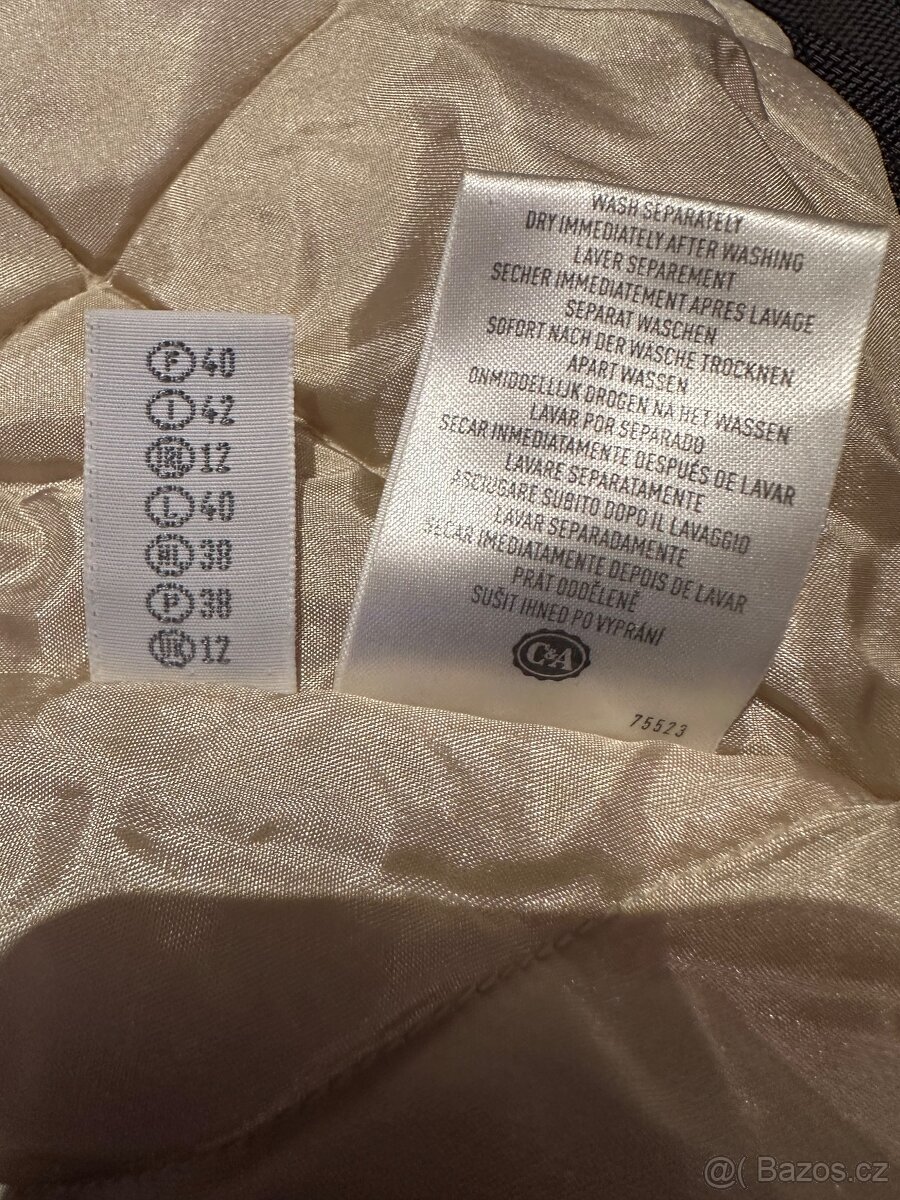 F 40
I 42
IRL 12
L 40
NL 38
P 38
UK 12
WASH SEPARATELY
DRY IMMEDIATELY AFTER WASHING
LAVER SEPAREMENT
SECHER IMMEDIATEMENT APRES LAVAGE
SEPARAT WASCHEN
SOFORT NACH DER WÄSCHE TROCKNEN
APART WASSEN
ONMIDDELLIJK DROGEN NA HET WASSEN
LAVAR POR SEPARADO
SECAR INMEDIATAMENTE DESPUÉS DE LAVAR
LAVARE SEPARATAMENTE
ASCIUGARE SUBITO DOPO IL LAVAGGIO
LAVAR SEPARADAMENTE
SECAR IMEDIATAMENTE DEPOIS DE LAVAR
PRÁT ODDĚLENĚ
SUŠIT IHNED PO VYPRÁNÍ
C&A
75523
@( Bazos.cz